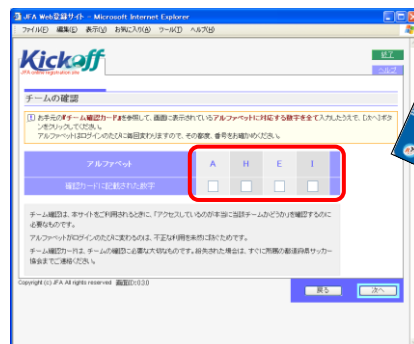 JFA Web登録サイト - Microsoft Internet Explorer
ファイル(F) 編集(E) 表示(V) お気に入り(A) ツール(T) ヘルプ(H)
Kickoff
JFA online registration site
終了
ヘルプ
チームの確認
お手元の『チーム確認カード』を参照して、画面に表示されているアルファベットに対応する数字を全て入力したうえで、[次へ]ボタ
ンをクリックしてください。
アルファベットはログインのたびに毎回変わりますので、その都度、番号をお確かめください。
アルファベット A H E I
確認カードに記載された数字
チーム確認は、本サイトをご利用されるときに、「アクセスしているのが本当に当該チームかどうか」を確認するのに
必要なものです。
アルファベットがログインのたびに変わるのは、不正な利用を未然に防ぐためです。
チーム確認カードは、チームの確認に必要な大切なものです。紛失された場合は、すぐに所属の都道府県サッカー
協会までご連絡ください。
Copyright (c) JFA All rights reserved 画面ID:030
戻る 次へ